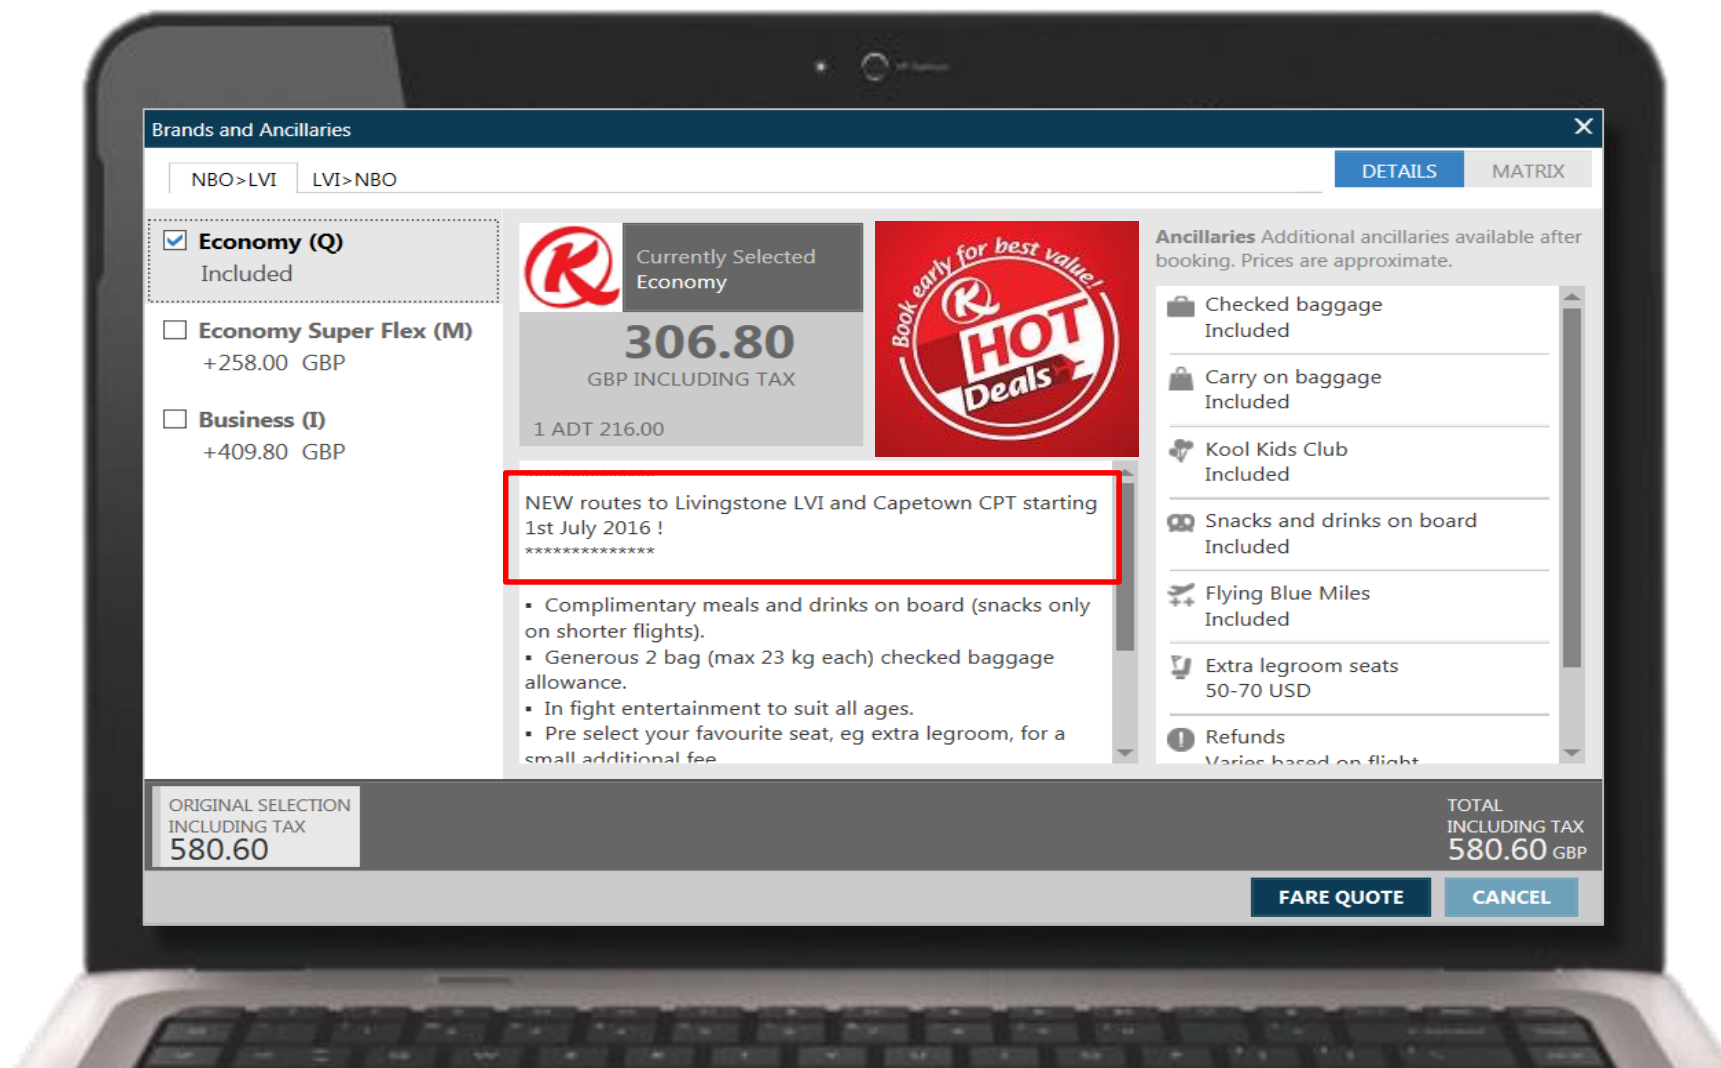 Brands and Ancillaries
NBO>LVI
LVI>NBO
DETAILS
MATRIX
Economy (Q)
Included
Economy Super Flex (M)
+258.00 GBP
Business (I)
+409.80 GBP
Currently Selected
Economy
306.80
GBP INCLUDING TAX
1 ADT 216.00
Book early for best value!
K
HOT
Deals
**************
NEW routes to Livingstone LVI and Capetown CPT starting
1st July 2016 !
**************
▪ Complimentary meals and drinks on board (snacks only
on shorter flights).
▪ Generous 2 bag (max 23 kg each) checked baggage
allowance.
▪ In fight entertainment to suit all ages.
▪ Pre select your favourite seat, eg extra legroom, for a
small additional fee
Ancillaries Additional ancillaries available after
booking. Prices are approximate.
Checked baggage
Included
Carry on baggage
Included
Kool Kids Club
Included
Snacks and drinks on board
Included
Flying Blue Miles
Included
Extra legroom seats
50-70 USD
Refunds
Varies based on flight
ORIGINAL SELECTION
INCLUDING TAX
580.60
TOTAL
INCLUDING TAX
580.60 GBP
FARE QUOTE
CANCEL